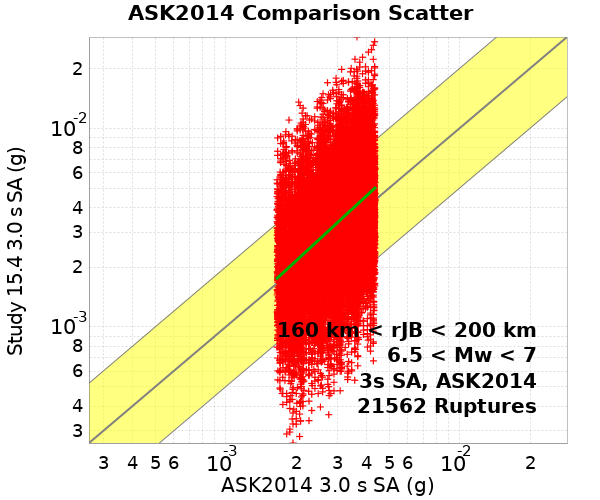 ASK2014 Comparison Scatter
Study 15.4 3.0 s SA (g)
2
10-2
8
6
4
3
2
10-3
8
6
4
3
160 km < rJB < 200 km
6.5 < Mw < 7
3s SA, ASK2014
21562 Ruptures
3 4 5 6 10-3 2 3 4 5 6 10-2 2
ASK2014 3.0 s SA (g)